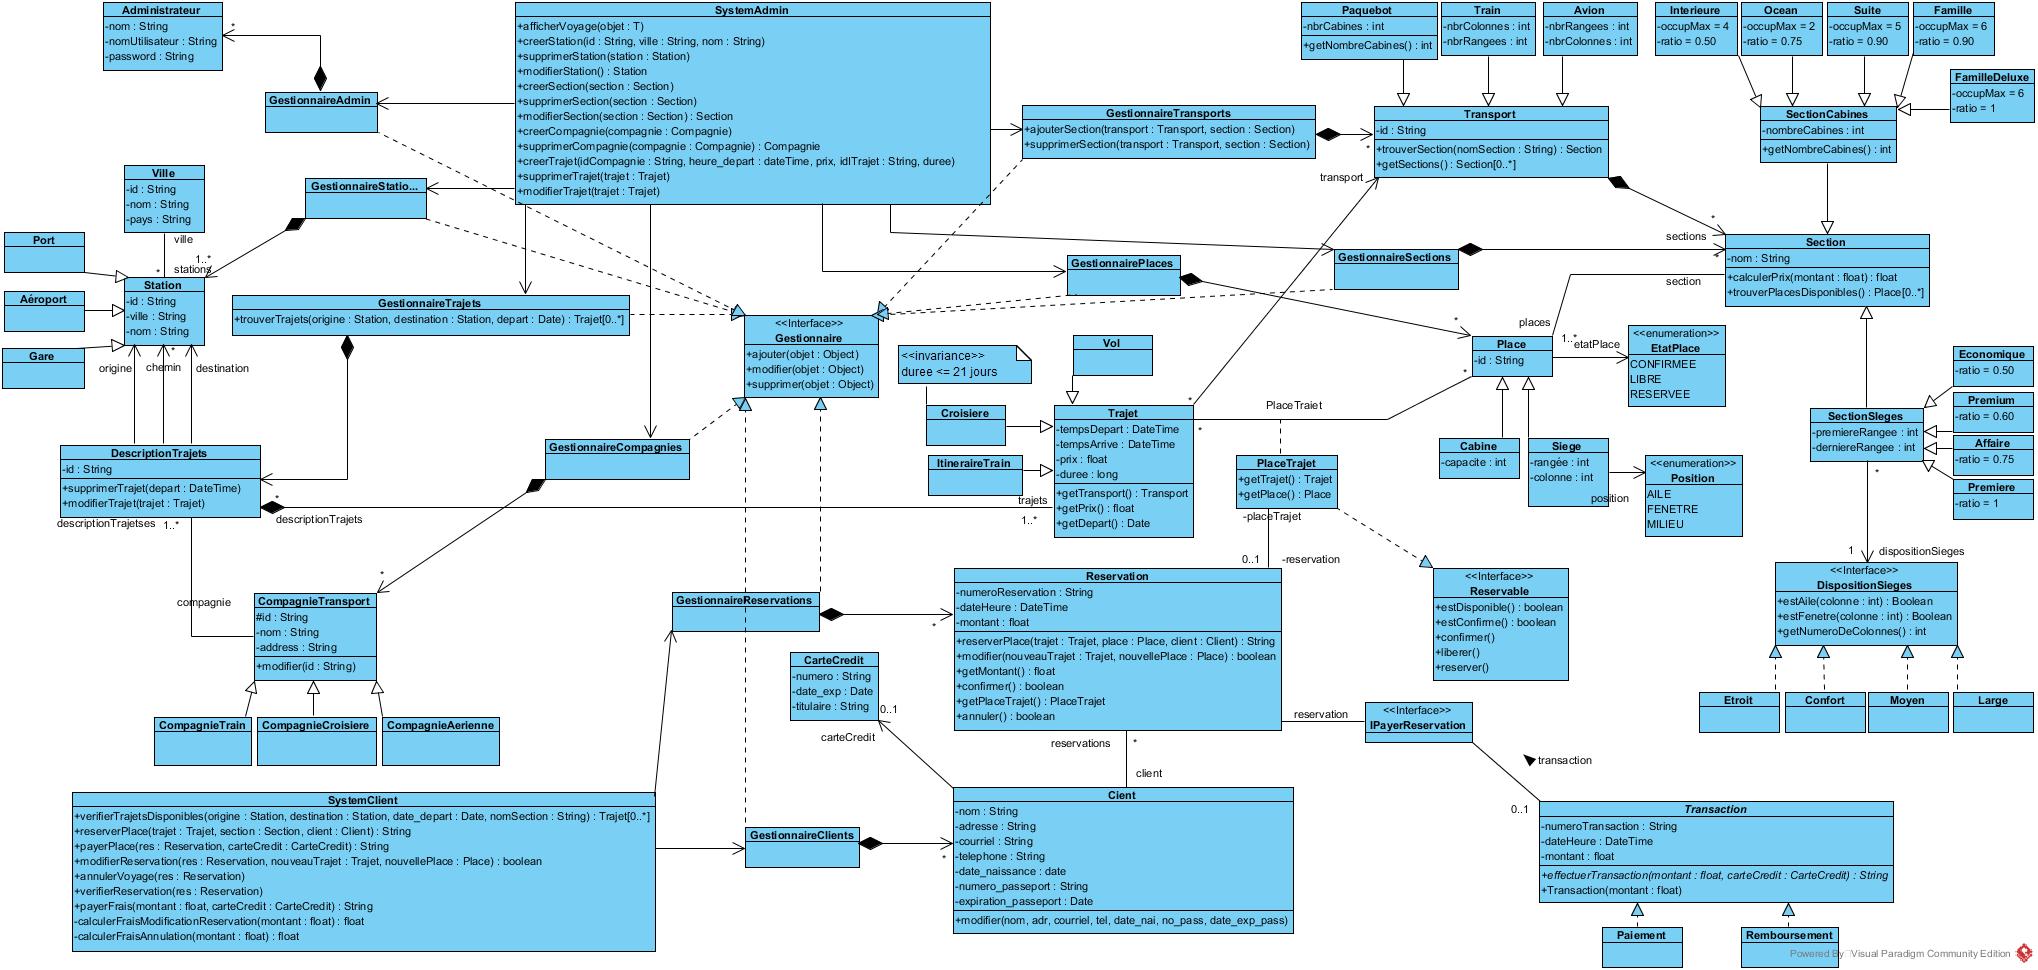 Administrateur
-nom : String
-nomUtilisateur : String
-password : String
*
SystemAdmin
+afficherVoyage(objet : T)
+creerStation(id : String, ville : String, nom : String)
+supprimerStation(station : Station)
+modifierStation() : Station
+creerSection(section : Section)
+supprimerSection(section : Section)
+modifierSection(section : Section) : Section
+creerCompagnie(compagnie : Compagnie)
+supprimerCompagnie(compagnie : Compagnie) : Compagnie
+creerTrajet(idCompagnie : String, heure_depart : dateTime, prix, idITrajet : String, duree)
+supprimerTrajet(trajet : Trajet)
+modifierTrajet(trajet : Trajet)
Paquebot
-nbrCabines : int
+getNombreCabines() : int
Train
-nbrColonnes : int
-nbrRangees : int
Avion
-nbrRangees : int
-nbrColonnes : int
Interieure
-occupMax = 4
-ratio = 0.50
Ocean
-occupMax = 2
-ratio = 0.75
Suite
-occupMax = 5
-ratio = 0.90
Famille
-occupMax = 6
-ratio = 0.90
FamilleDeluxe
-occupMax = 6
-ratio = 1
GestionnaireAdmin
GestionnaireTransports
+ajouterSection(transport : Transport, section : Section)
+supprimerSection(transport : Transport, section : Section)
*
transport
Transport
-id : String
+trouverSection(nomSection : String) : Section
+getSections() : Section[0..*]
SectionCabines
-nombreCabines : int
+getNombreCabines() : int
Ville
-id : String
-nom : String
-pays : String
ville
GestionnaireStatio...
Port
Aéroport
Gare
1..*
*
stations
Station
-id : String
-ville : String
-nom : String
origine
chemin
*
destination
GestionnaireTrajets
+trouverTrajets(origine : Station, destination : Station, depart : Date) : Trajet[0..*]
GestionnairePlaces
GestionnaireSections
*
sections
*
Section
-nom : String
+calculerPrix(montant : float) : float
+trouverPlacesDisponibles() : Place[0..*]
section
<<Interface>>
Gestionnaire
+ajouter(objet : Object)
+modifier(objet : Object)
+supprimer(objet : Object)
<<invariance>>
duree <= 21 jours
Vol
*
places
1..*
Place
-id : String
*
etatPlace
<<enumeration>>
EtatPlace
CONFIRMEE
LIBRE
RESERVEE
Croisiere
ItineraireTrain
*
Trajet
-tempsDepart : DateTime
-tempsArrive : DateTime
-prix : float
-duree : long
+getTransport() : Transport
+getPrix() : float
+getDepart() : Date
*
PlaceTrajet
PlaceTrajet
+getTrajet() : Trajet
+getPlace() : Place
Cabine
-capacite : int
Siege
-rangée : int
-colonne : int
position
<<enumeration>>
Position
AILE
FENETRE
MILIEU
SectionSieges
-premiereRangee : int
-derniereRangee : int
*
Economique
-ratio = 0.50
Premium
-ratio = 0.60
Affaire
-ratio = 0.75
Premiere
-ratio = 1
DescriptionTrajets
-id : String
+supprimerTrajet(depart : DateTime)
+modifierTrajet(trajet : Trajet)
descriptionTrajetses
1..*
*
descriptionTrajets
trajets
1..*
GestionnaireCompagnies
*
compagnie
CompagnieTransport
#id : String
-nom : String
-address : String
+modifier(id : String)
CompagnieTrain
CompagnieCroisiere
CompagnieAerienne
GestionnaireReservations
*
-placeTrajet
0..1
-reservation
Reservation
-numeroReservation : String
-dateHeure : DateTime
-montant : float
+reserverPlace(trajet : Trajet, place : Place, client : Client) : String
+modifier(nouveauTrajet : Trajet, nouvellePlace : Place) : boolean
+getMontant() : float
+confirmer() : boolean
+getPlaceTrajet() : PlaceTrajet
+annuler() : boolean
<<Interface>>
Reservable
+estDisponible() : boolean
+estConfirme() : boolean
+confirmer()
+liberer()
+reserver()
1
dispositionSieges
<<Interface>>
DispositionSieges
+estAile(colonne : int) : Boolean
+estFenetre(colonne : int) : Boolean
+getNumeroDeColonnes() : int
Etroit
Confort
Moyen
Large
CarteCredit
-numero : String
-date_exp : Date
-titulaire : String
0..1
carteCredit
reservations
*
client
reservation
<<Interface>>
IPayerReservation
transaction
0..1
SystemClient
+verifierTrajetsDisponibles(origine : Station, destination : Station, date_depart : Date, nomSection : String) : Trajet[0..*]
+reserverPlace(trajet : Trajet, section : Section, client : Client) : String
+payerPlace(res : Reservation, carteCredit : CarteCredit) : String
+modifierReservation(res : Reservation, nouveauTrajet : Trajet, nouvellePlace : Place) : boolean
+annulerVoyage(res : Reservation)
+verifierReservation(res : Reservation)
+payerFrais(montant : float, carteCredit : CarteCredit) : String
-calculerFraisModificationReservation(montant : float) : float
-calculerFraisAnnulation(montant : float) : float
GestionnaireClients
*
Cient
-nom : String
-adresse : String
-courriel : String
-telephone : String
-date_naissance : date
-numero_passeport : String
-expiration_passeport : Date
+modifier(nom, adr, courriel, tel, date_nai, no_pass, date_exp_pass)
Transaction
-numeroTransaction : String
-dateHeure : DateTime
-montant : float
+effectuerTransaction(montant : float, carteCredit : CarteCredit) : String
+Transaction(montant : float)
Paiement
Remboursement
Powered By Visual Paradigm Community Edition